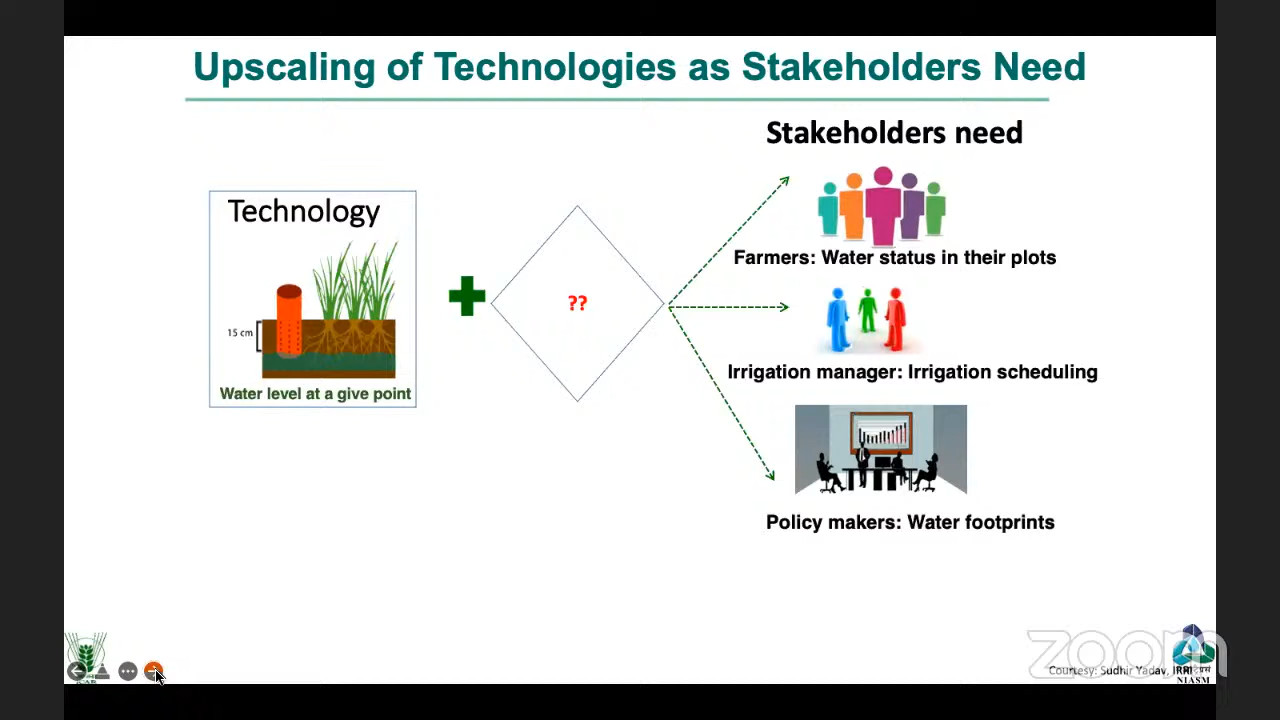 Upscaling of Technologies as Stakeholders Need
Stakeholders need
Technology
15 cm
Water level at a give point
??
Farmers: Water status in their plots
Irrigation manager: Irrigation scheduling
Policy makers: Water footprints
zoom
Courtesy: Sudhir Yadav, IRRI
NIASM